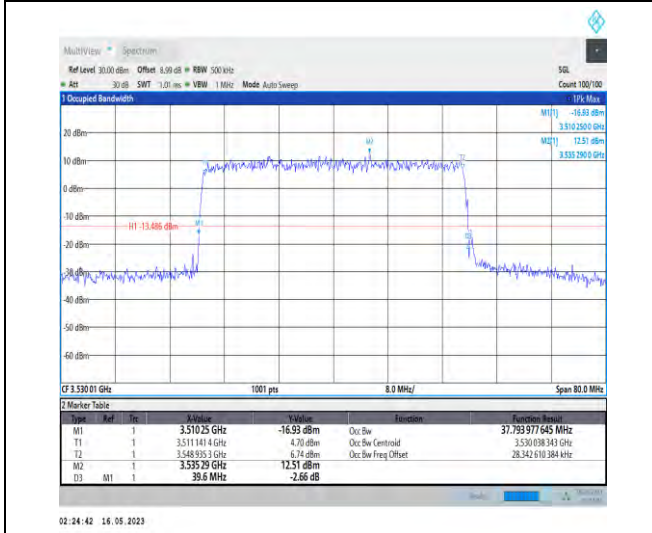 MultiView Spectrum
Ref Level 30.00 dBm Offset 8.99 dB RBW 500 kHz SGL
Att 30 dB SWT 1.01 ms VBW 1 MHz Mode Auto Sweep Count 100/100
1 Occupied Bandwidth 1Pk Max
M1[1] -16.93 dBm
3.510 2500 GHz
M2[1] 12.51 dBm
3.535 290 0 GHz
20 dBm
M2
10 dBm
T2
0 dBm
-10 dBm
H1 -13.486 dBm
M1
-20 dBm
D3
-30 dBm
-40 dBm
-50 dBm
-60 dBm
CF 3.530 01 GHz 1001 pts 8.0 MHz/ Span 80.0 MHz
2 Marker Table
Type Ref Trc X-Value Y-Value Function Function Result
M1 1 3.51025 GHz -16.93 dBm Occ Bw 37.793 977 645 MHz
T1 1 3.511 141 4 GHz 4.70 dBm Occ Bw Centroid 3.530 038 343 GHz
T2 1 3.548 935 3 GHz 6.74 dBm Occ Bw Freq Offset 28.342 610 384 kHz
M2 1 3.535 29 GHz 12.51 dBm
D3 M1 1 39.6 MHz -2.66 dB
02:24:42 16.05.2023